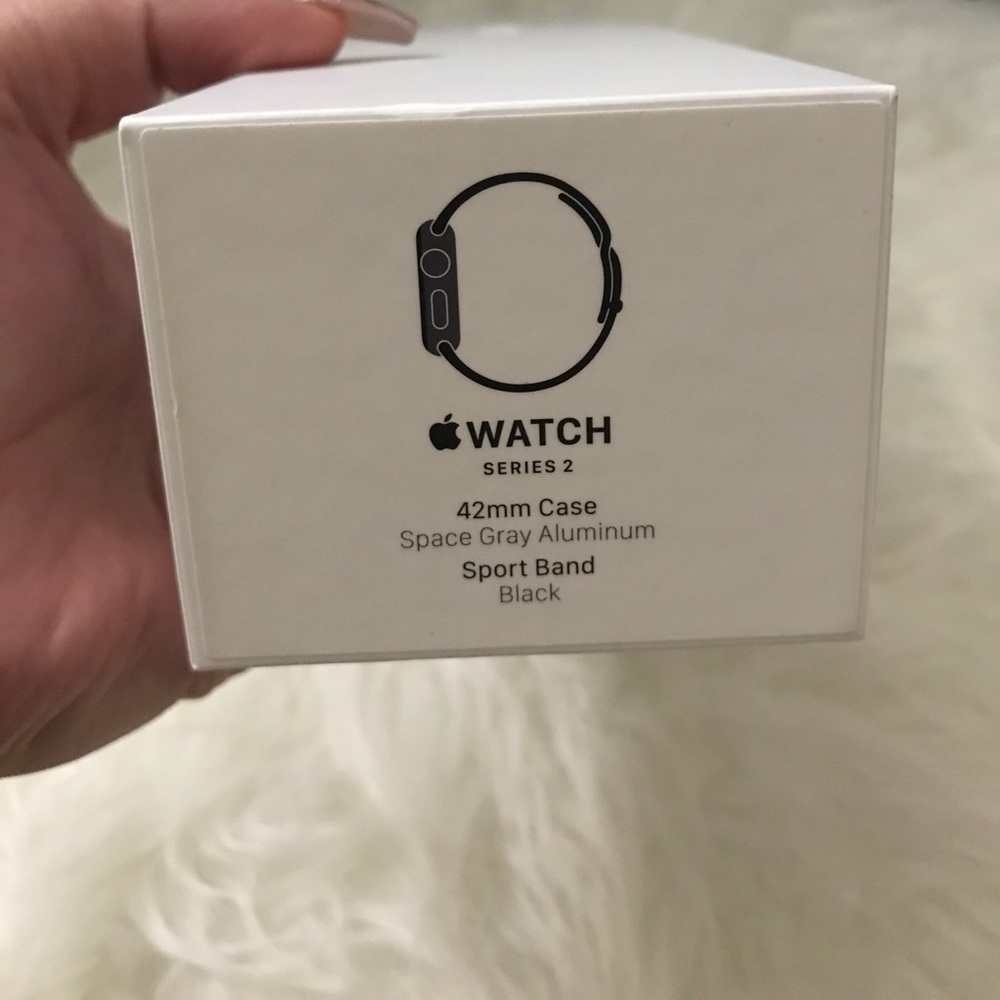 WATCH
SERIES 2
42mm Case
Space Gray Aluminum
Sport Band
Black